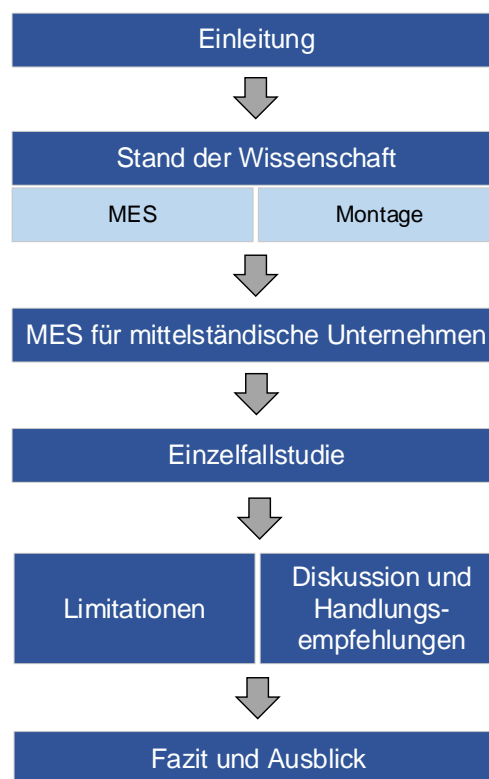 Einleitung
Stand der Wissenschaft
MES
Montage
MES für mittelständische Unternehmen
Einzelfallstudie
Limitationen
Diskussion und
Handlungs-
empfehlungen
Fazit und Ausblick